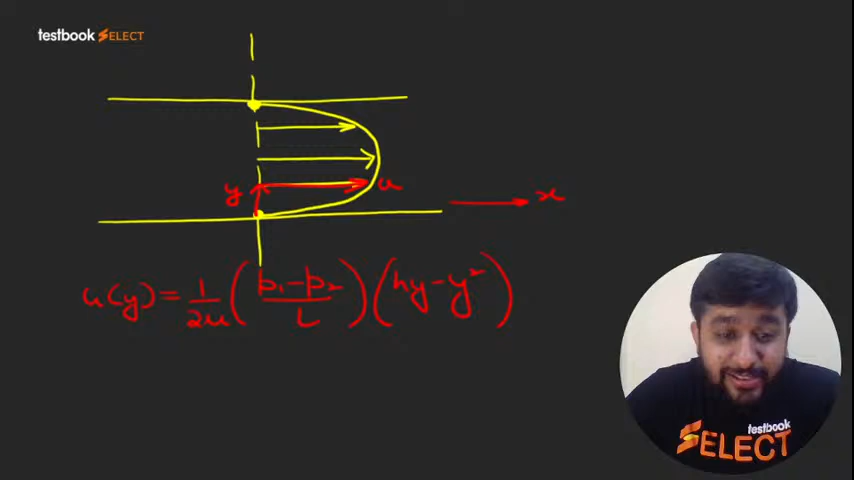 testbook SELECT
y u x
u(y) = 1/2μ (p₁-p₂/L) (hy-y²)
testbook
SELECT